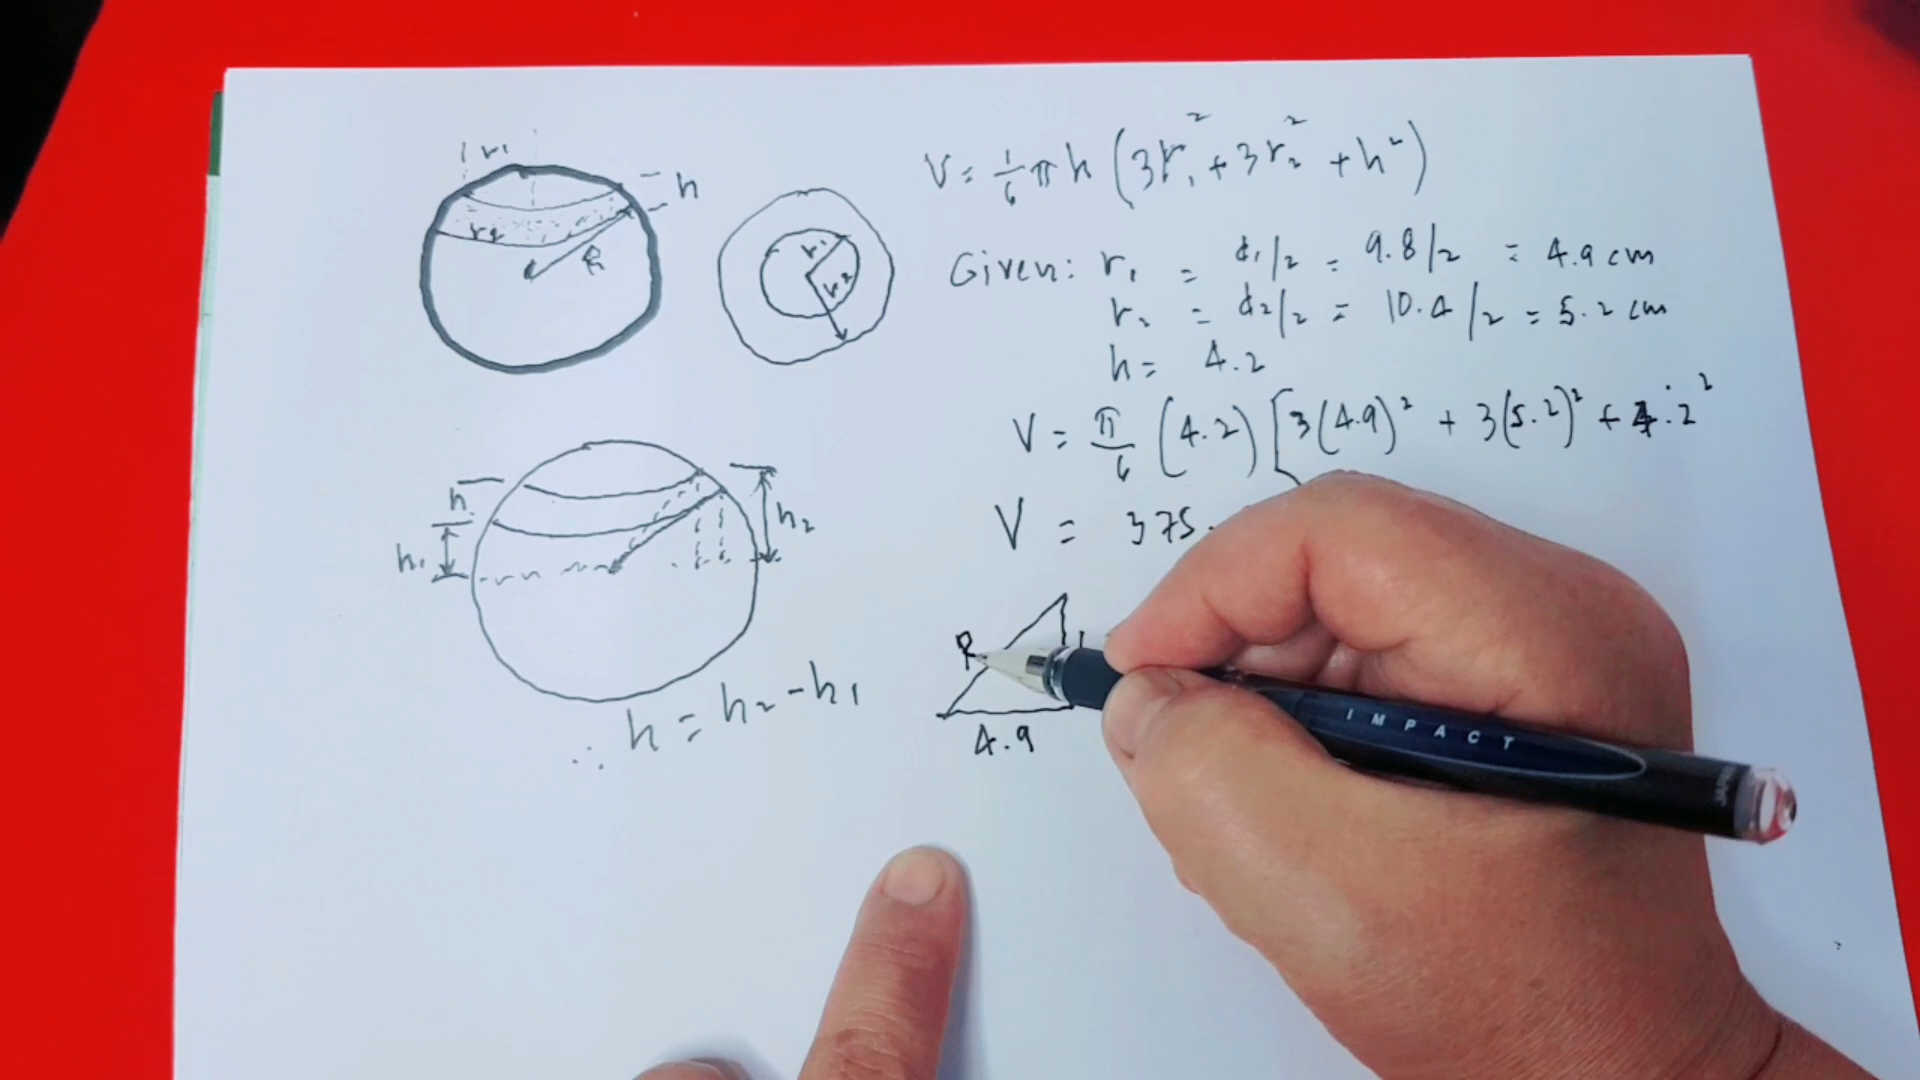 r₁
h
r₂
R
r₁
r₂
V = 1/6 π h (3r₁² + 3r₂² + h²)
Given: r₁ = d₁/2 = 9.8/2 = 4.9 cm
r₂ = d₂/2 = 10.4/2 = 5.2 cm
h = 4.2
V = π/6 (4.2) [3(4.9)² + 3(5.2)² + 4.2²
V = 375.
h
h₁
h₂
∴ h = h₂ - h₁
R
4.9
IMPACT
JAPAN